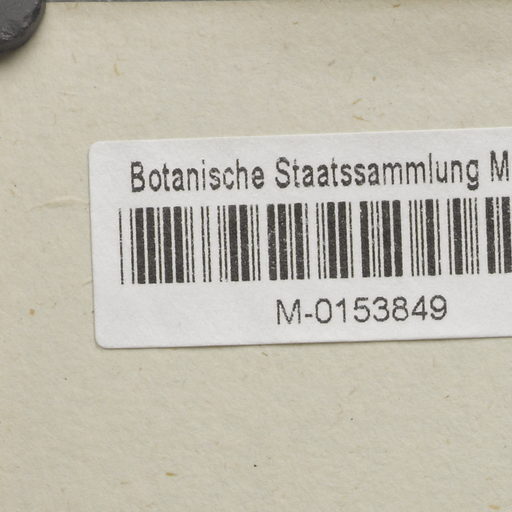 Botanische Staatssammlung M
M-0153849